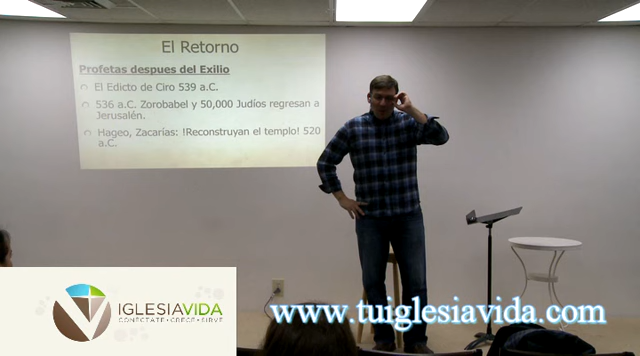 El Retorno
Profetas despues del Exilio
El Edicto de Ciro 539 a.C.
536 a.C. Zorobabel y 50,000 Judíos regresan a
Jerusalén.
Hageo, Zacarías: !Reconstruyan el templo! 520
a.C.
IGLESIAVIDA
CONECTATE • CRECE • SIRVE
www.tuiglesiavida.com